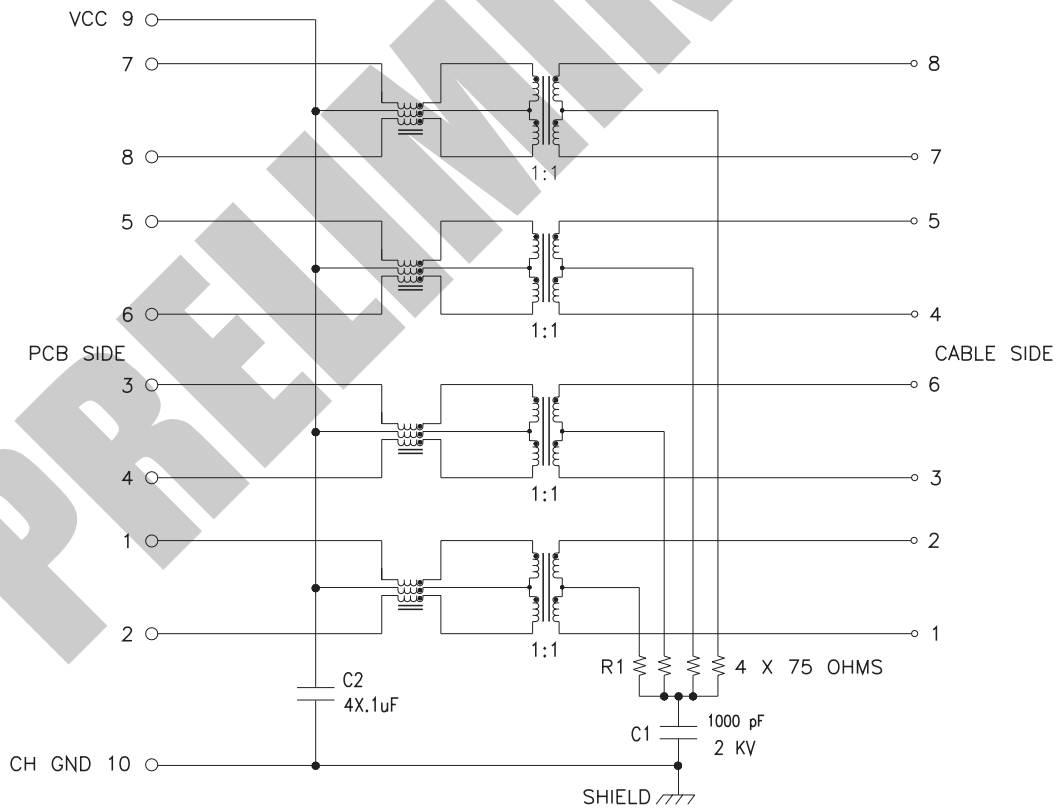 VCC 9
7
8
8
7
1:1
5
5
6
4
1:1
PCB SIDE
CABLE SIDE
3
6
4
3
1:1
1
2
2
1
1:1
R1
4 X 75 OHMS
C2
4X.1uF
C1
1000 pF
2 KV
CH GND 10
SHIELD
PRELIMIN